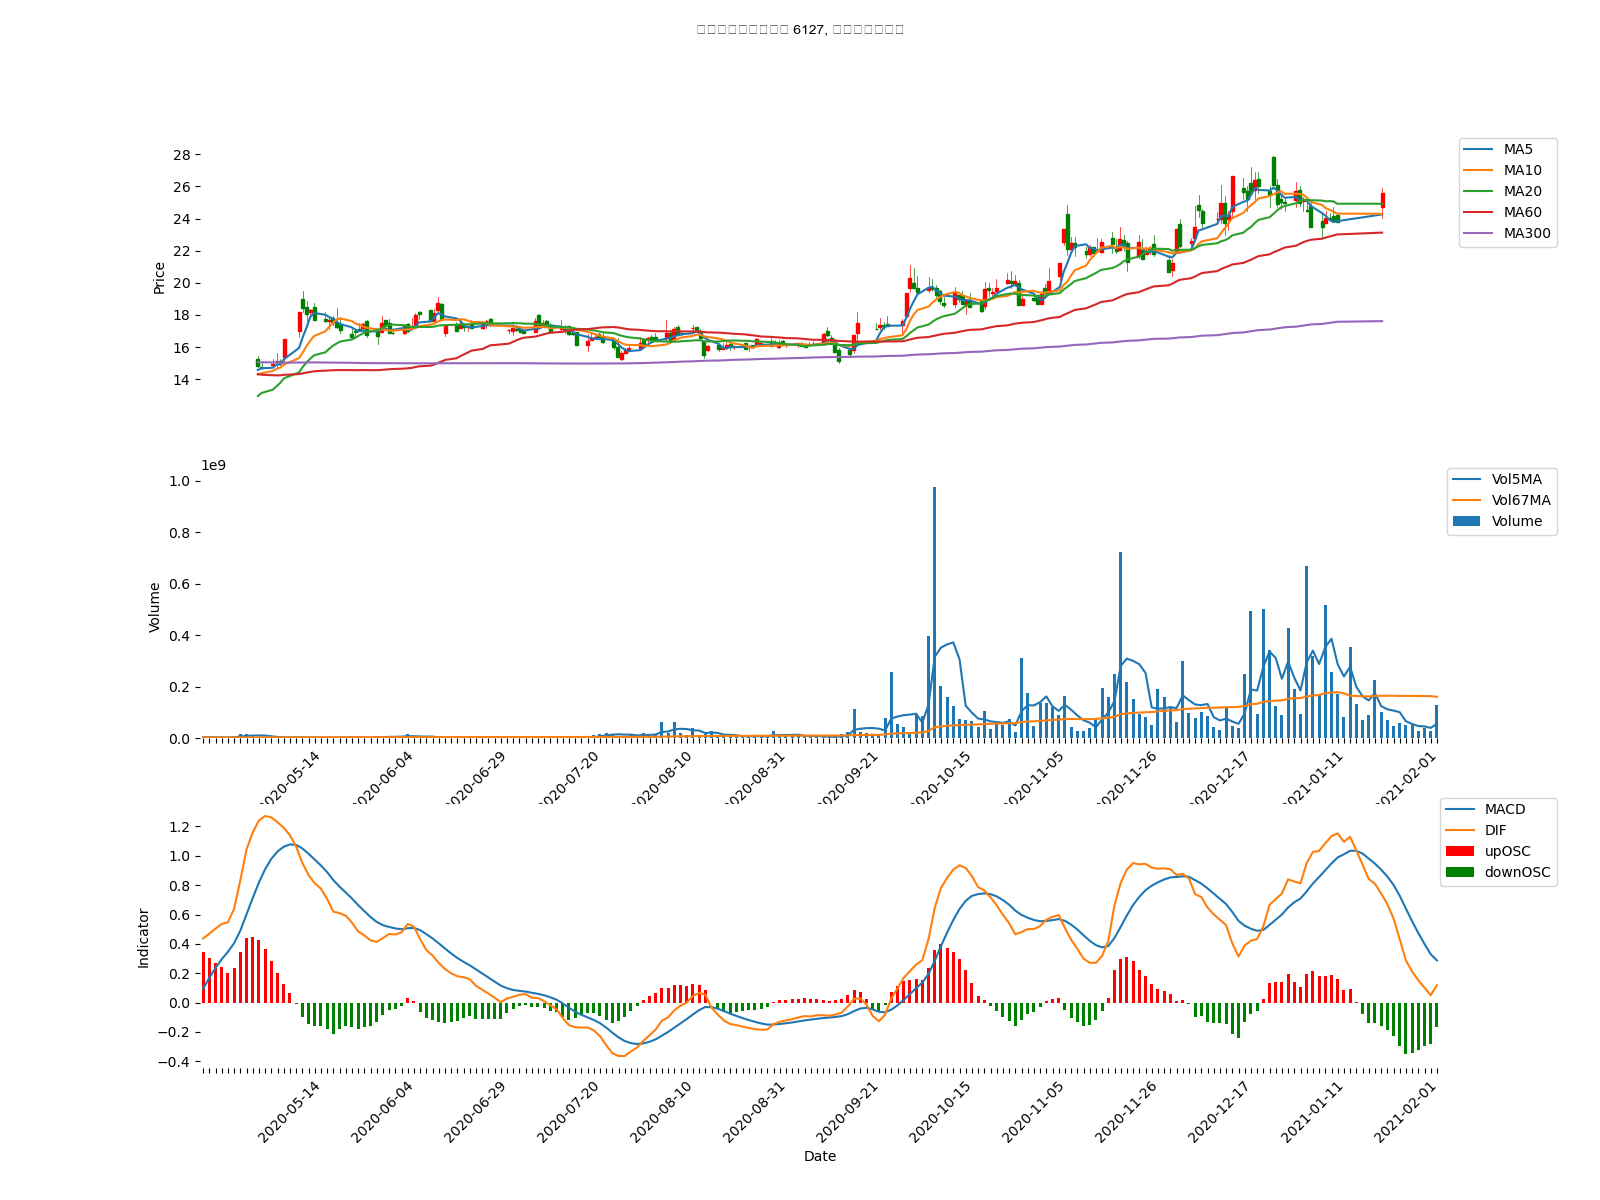 6127,
28
26
24
22
20
18
16
14
Price
MA5
MA10
MA20
MA60
MA300
1e9
1.0
0.8
0.6
0.4
0.2
0.0
Volume
Vol5MA
Vol67MA
Volume
2020-05-14
2020-06-04
2020-06-29
2020-07-20
2020-08-10
2020-08-31
2020-09-21
2020-10-15
2020-11-05
2020-11-26
2020-12-17
2021-01-11
2021-02-01
1.2
1.0
0.8
0.6
0.4
0.2
0.0
−0.2
−0.4
Indicator
MACD
DIF
upOSC
downOSC
2020-05-14
2020-06-04
2020-06-29
2020-07-20
2020-08-10
2020-08-31
2020-09-21
2020-10-15
2020-11-05
2020-11-26
2020-12-17
2021-01-11
2021-02-01
Date